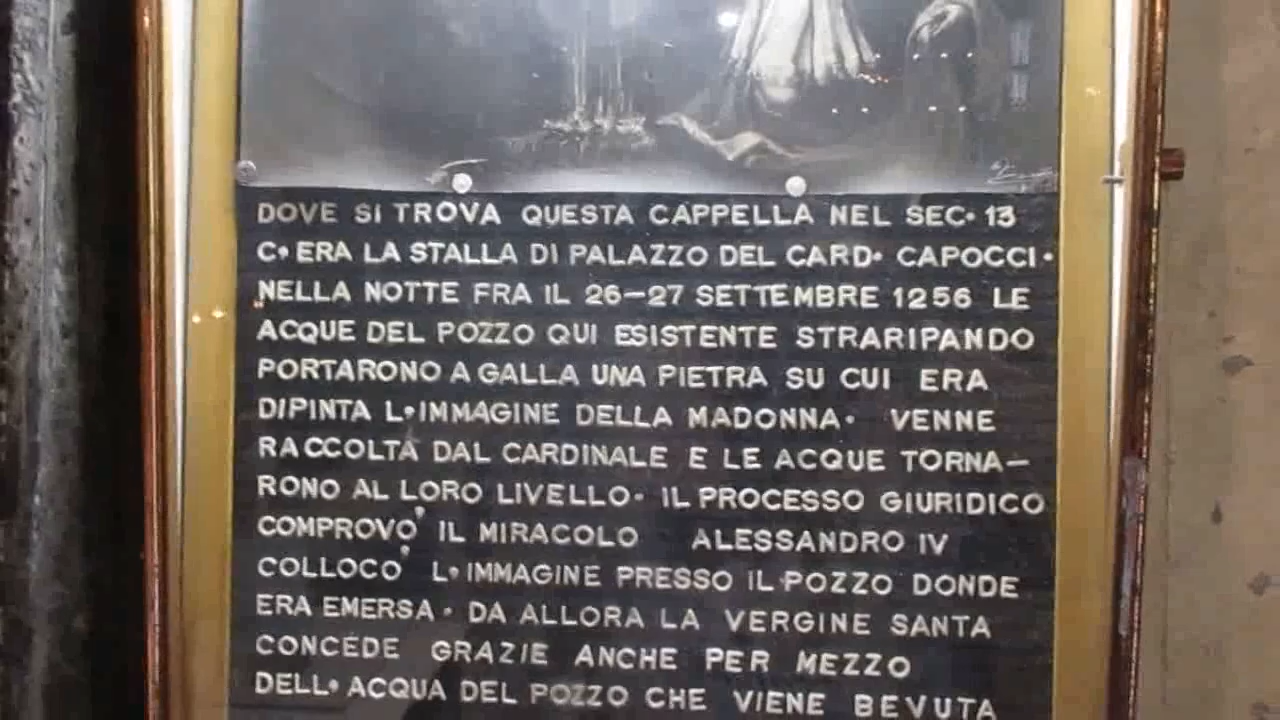 DOVE SI TROVA QUESTA CAPPELLA NEL SEC• 13
C• ERA LA STALLA DI PALAZZO DEL CARD• CAPOCCI•
NELLA NOTTE FRA IL 26–27 SETTEMBRE 1256 LE
ACQUE DEL POZZO QUI ESISTENTE STRARIPANDO
PORTARONO A GALLA UNA PIETRA SU CUI ERA
DIPINTA L•IMMAGINE DELLA MADONNA• VENNE
RACCOLTA DAL CARDINALE E LE ACQUE TORNA–
RONO AL LORO LIVELLO• IL PROCESSO GIURIDICO
COMPROVO' IL MIRACOLO ALESSANDRO IV
COLLOCO' L•IMMAGINE PRESSO IL POZZO DONDE
ERA EMERSA• DA ALLORA LA VERGINE SANTA
CONCEDE GRAZIE ANCHE PER MEZZO
DELL• ACQUA DEL POZZO CHE VIENE BEVUTA